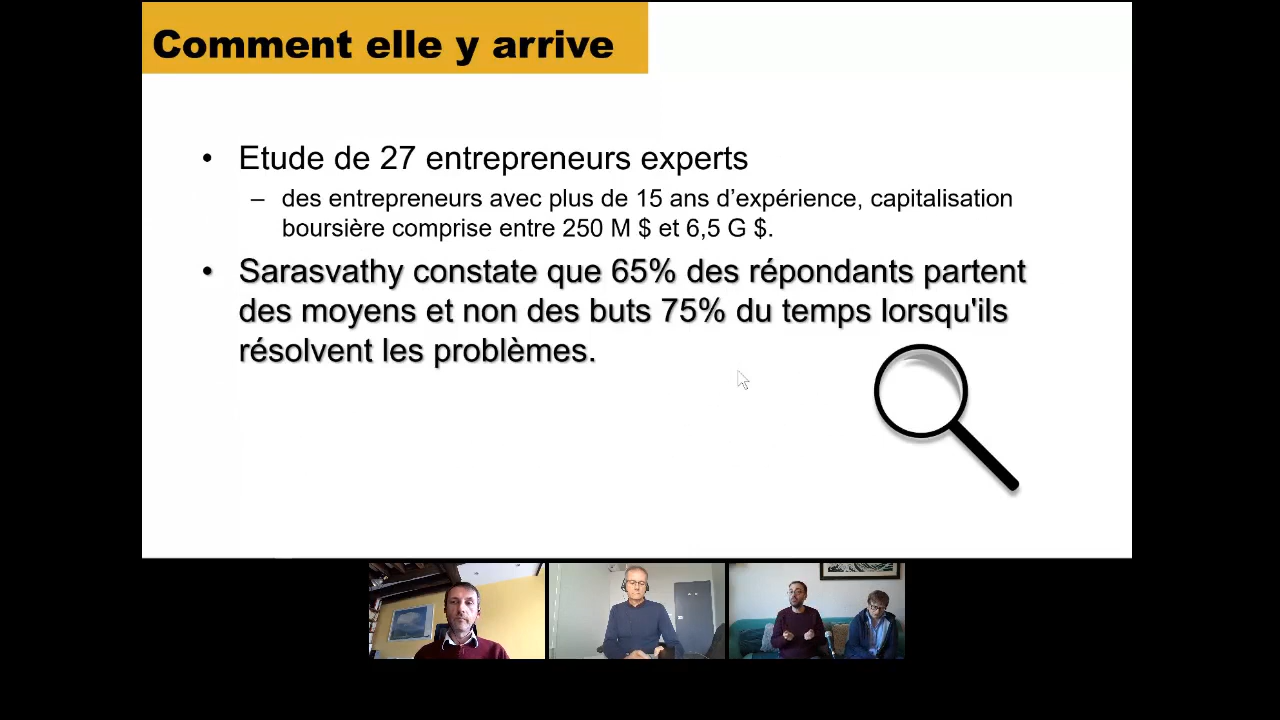 Comment elle y arrive
• Etude de 27 entrepreneurs experts
– des entrepreneurs avec plus de 15 ans d’expérience, capitalisation
boursière comprise entre 250 M $ et 6,5 G $.
• Sarasvathy constate que 65% des répondants partent
des moyens et non des buts 75% du temps lorsqu'ils
résolvent les problèmes.